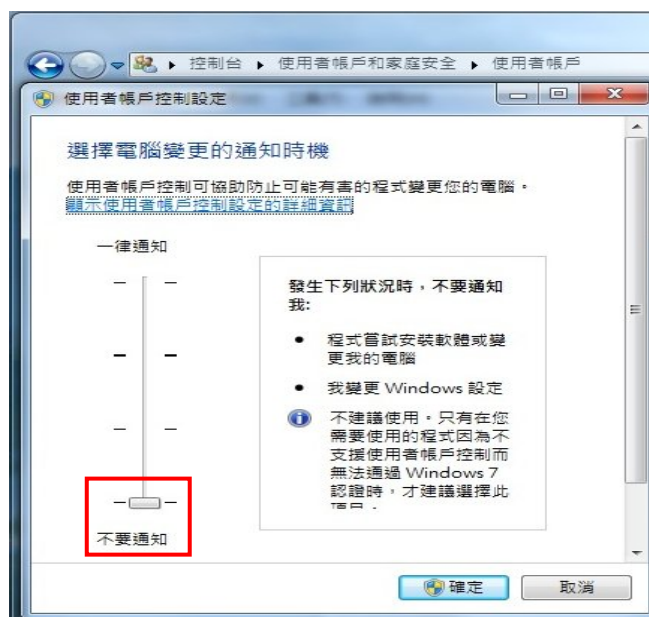 控制台 使用者帳戶和家庭安全 使用者帳戶
使用者帳戶控制設定
選擇電腦變更的通知時機
使用者帳戶控制可協助防止可能有害的程式變更您的電腦。
顯示使用者帳戶控制設定的詳細資訊
一律通知
發生下列狀況時，不要通知
我:
• 程式嘗試安裝軟體或變
更我的電腦
• 我變更 Windows 設定
不建議使用。只有在您
需要使用的程式因為不
支援使用者帳戶控制而
無法通過 Windows 7
認證時，才建議選擇此
項目。
不要通知
確定 取消